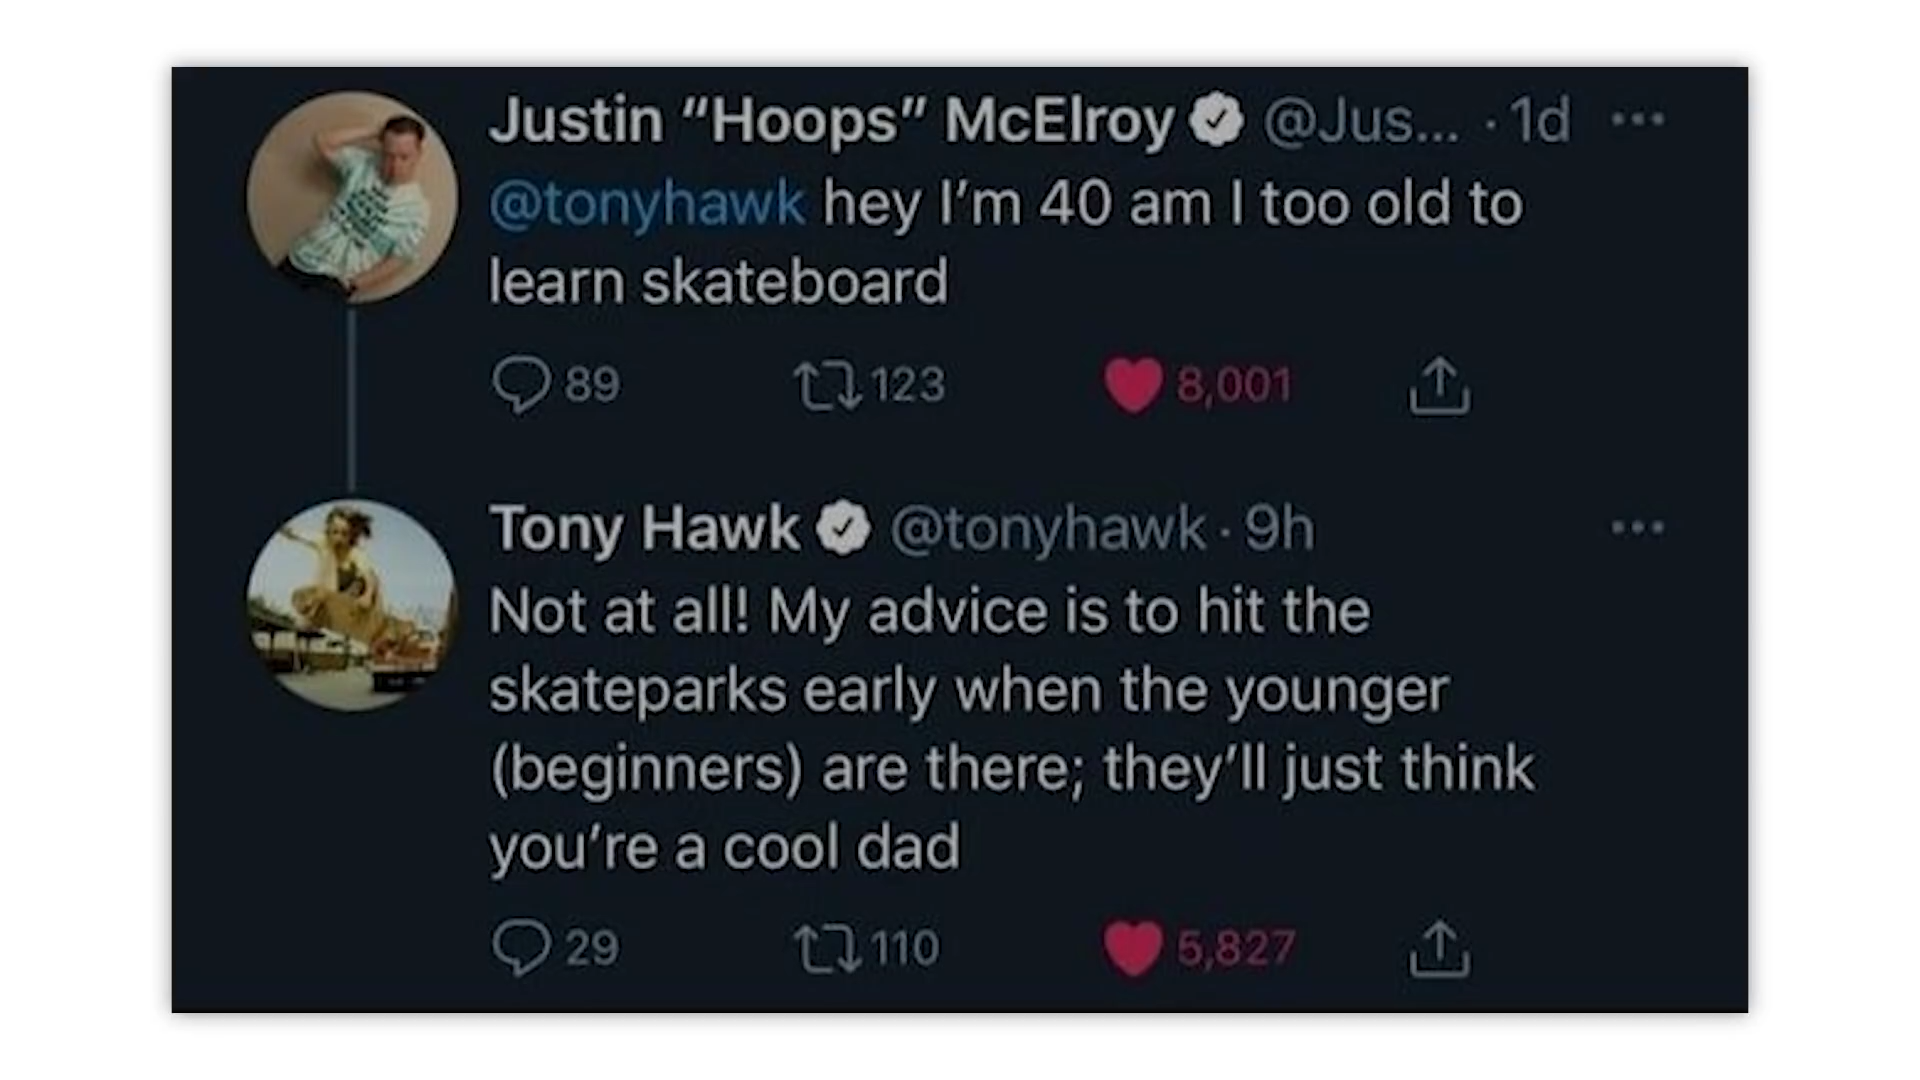 Justin “Hoops” McElroy @Jus... · 1d ...
@tonyhawk hey I’m 40 am I too old to
learn skateboard
89 123 8,001
Tony Hawk @tonyhawk · 9h ...
Not at all! My advice is to hit the
skateparks early when the younger
(beginners) are there; they’ll just think
you’re a cool dad
29 110 5,827